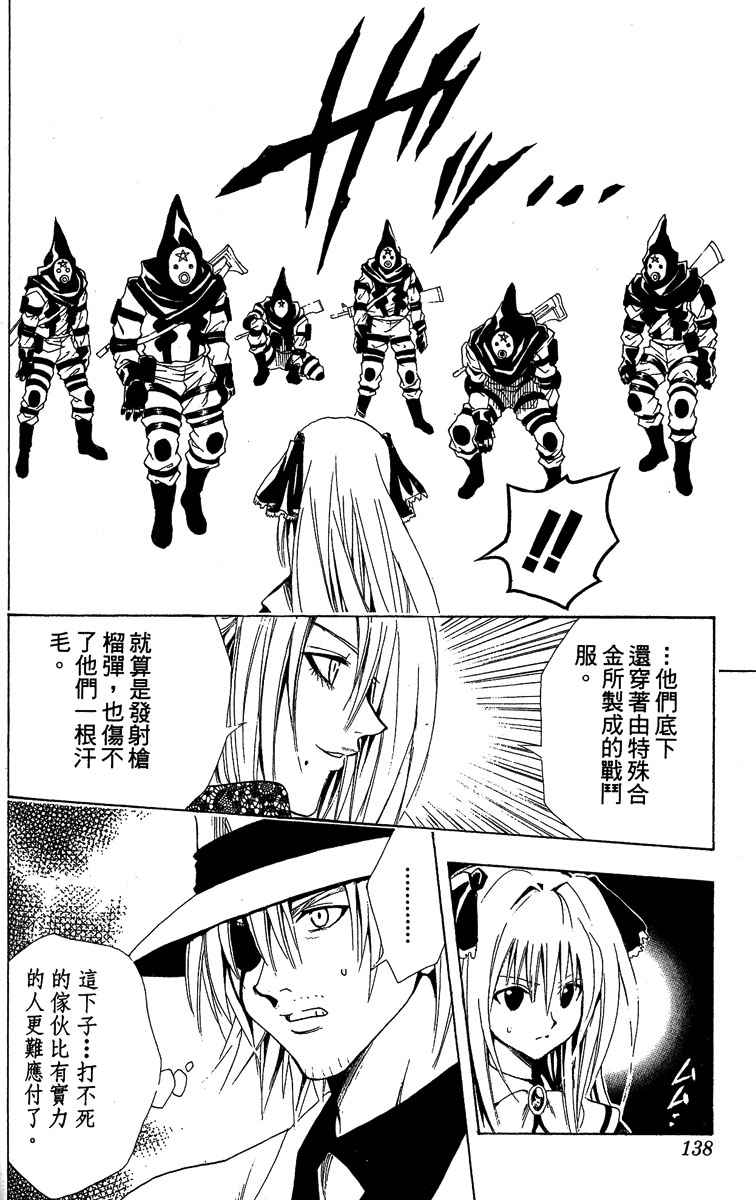 ザザ…
!!
…他們底下
還穿著由特殊合
金所製成的戰鬥
服。
就算是發射槍
榴彈，也傷不
了他們一根汗
毛。
ムム…
………
這下子…打不死
的傢伙比有實力
的人更難應付了。
138